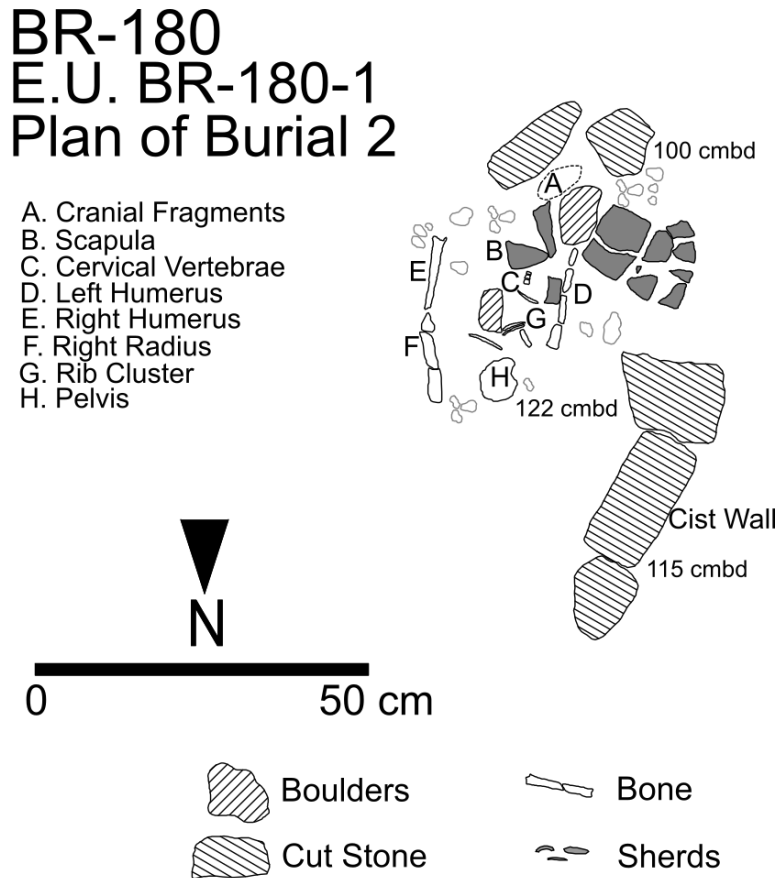 BR-180
E.U. BR-180-1
Plan of Burial 2
A. Cranial Fragments
B. Scapula
C. Cervical Vertebrae
D. Left Humerus
E. Right Humerus
F. Right Radius
G. Rib Cluster
H. Pelvis
100 cmbd
A
B
E
C
D
G
F
H
122 cmbd
Cist Wall
115 cmbd
N
0 50 cm
Boulders
Bone
Cut Stone
Sherds